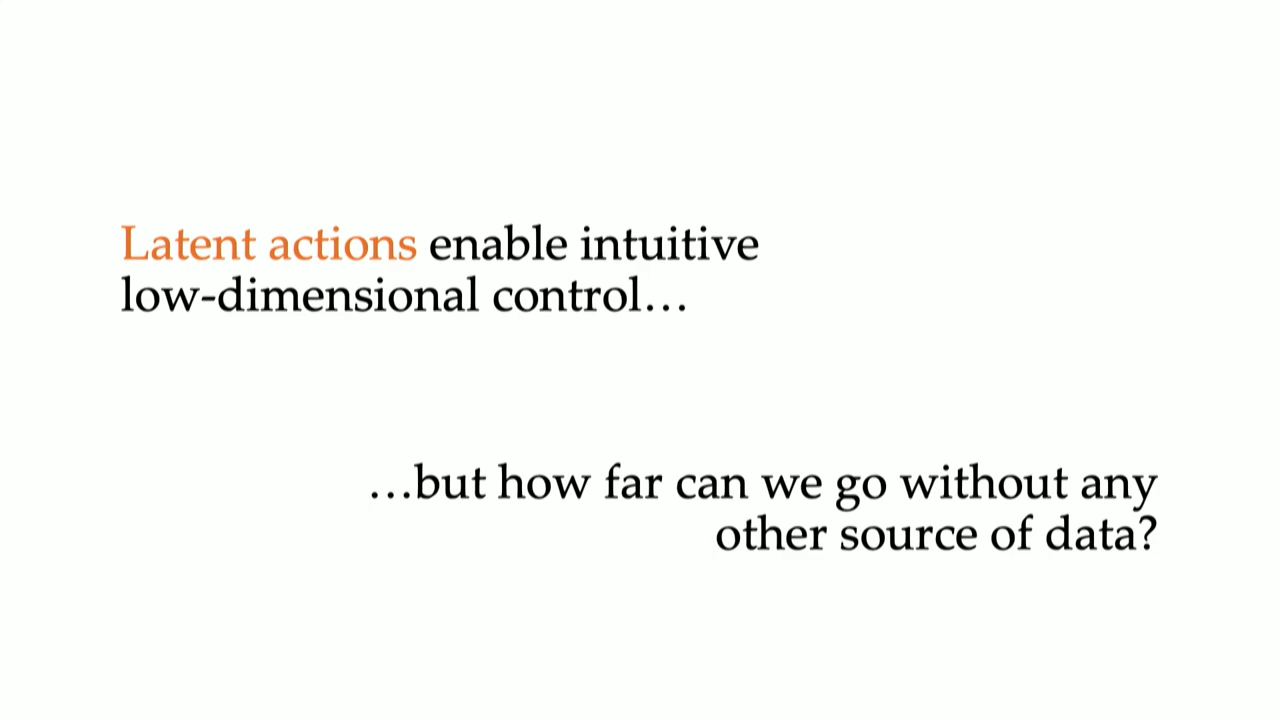 Latent actions enable intuitive
low-dimensional control…
…but how far can we go without any
other source of data?